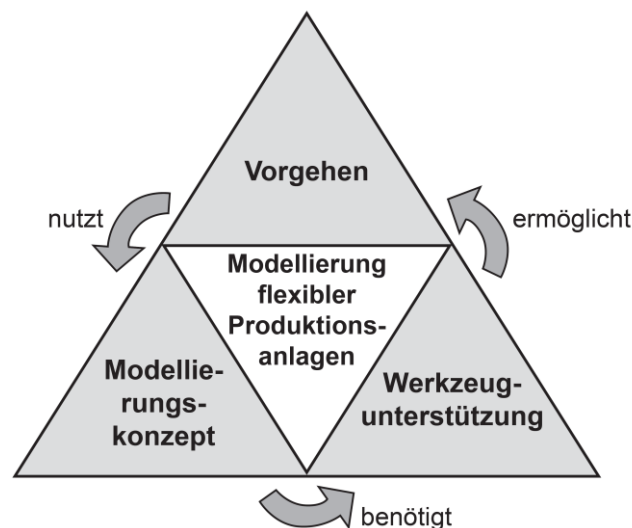 Vorgehen
nutzt
ermöglicht
Modellierung
flexibler
Produktions-
anlagen
Modellie-
rungs-
konzept
Werkzeug-
unterstützung
benötigt